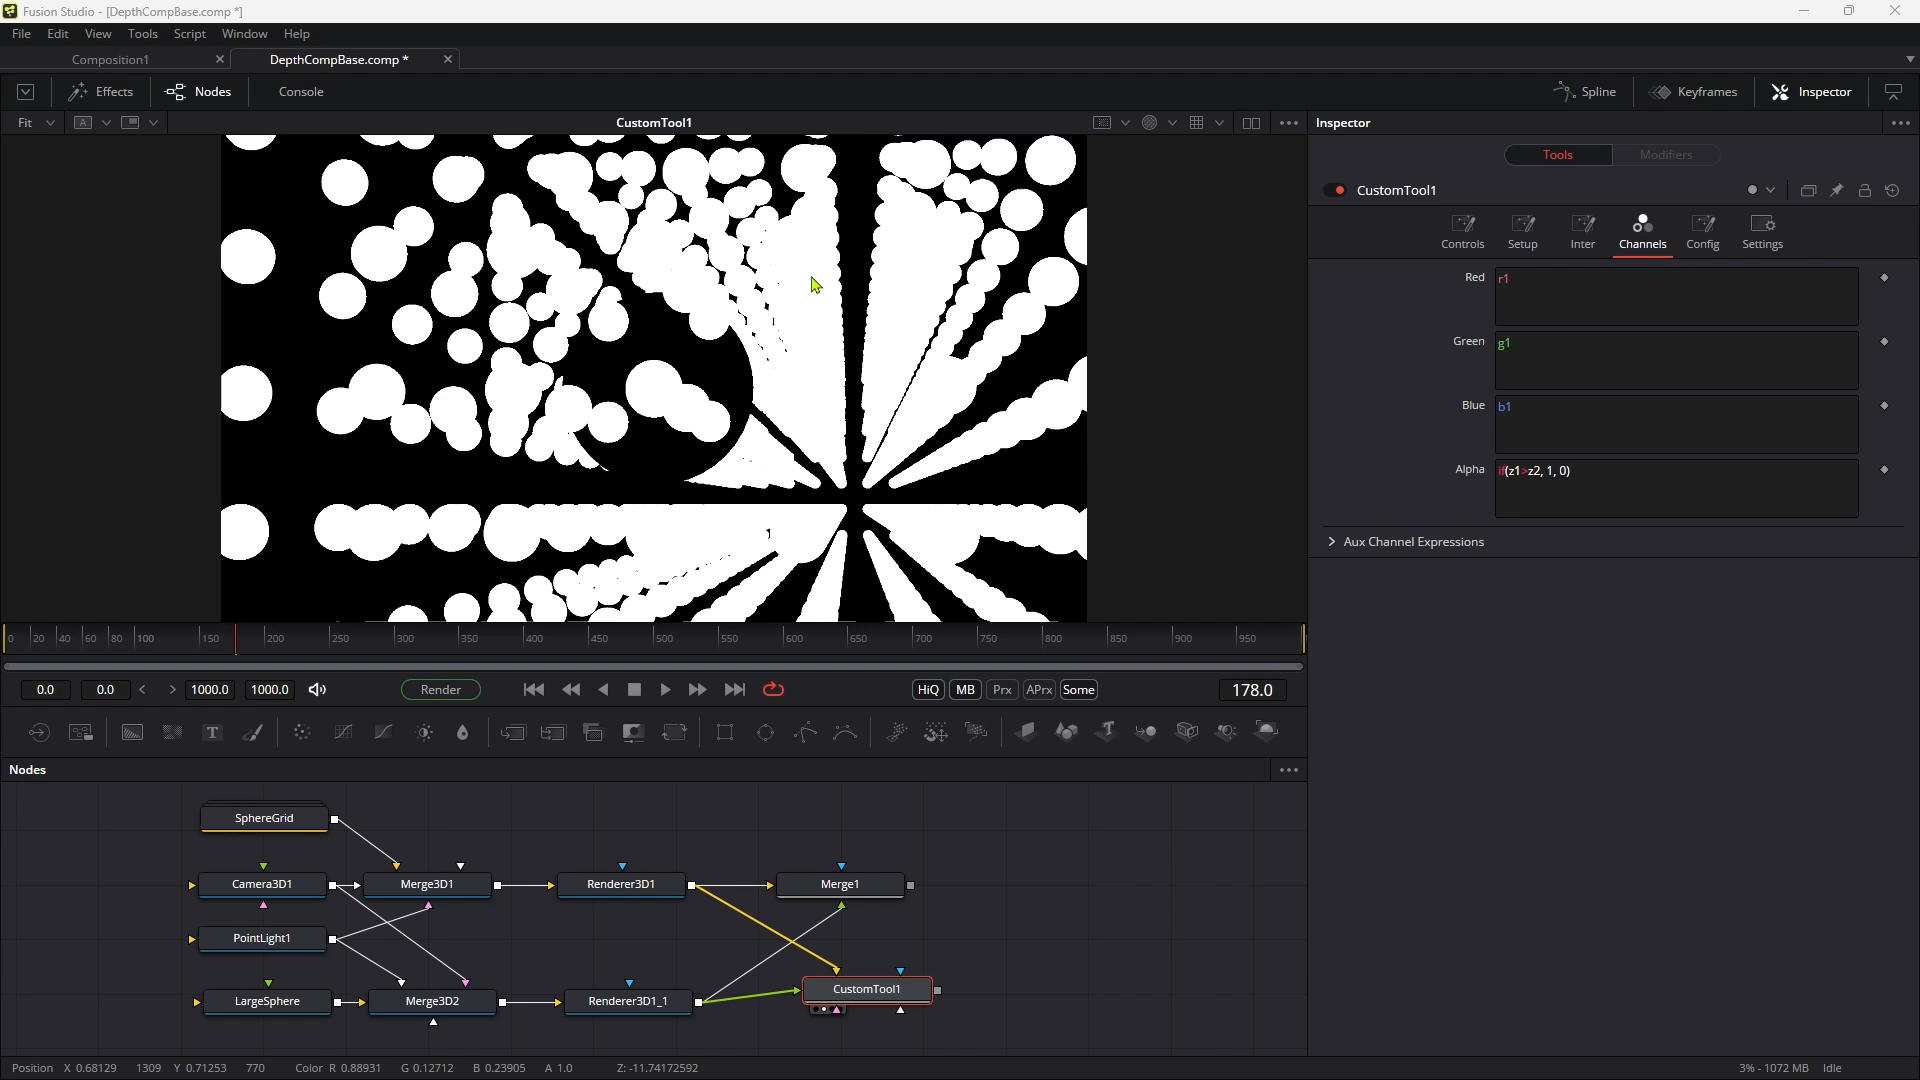 Fusion Studio - [DepthCompBase.comp *]
File Edit View Tools Script Window Help
Composition1 DepthCompBase.comp *
Effects Nodes Console Spline Keyframes Inspector
Fit A CustomTool1 Inspector
Tools Modifiers
CustomTool1
Controls Setup Inter Channels Config Settings
Red r1
Green g1
Blue b1
Alpha if(z1>z2, 1, 0)
Aux Channel Expressions
0 20 40 60 80 100 150 200 250 300 350 400 450 500 550 600 650 700 750 800 850 900 950
0.0 0.0 1000.0 1000.0 Render HiQ MB Prx APrx Some 178.0
T
Nodes
SphereGrid
Camera3D1 Merge3D1 Renderer3D1 Merge1
PointLight1
LargeSphere Merge3D2 Renderer3D1_1 CustomTool1
Position X 0.68129 1309 Y 0.71253 770 Color R 0.88931 G 0.12712 B 0.23905 A 1.0 Z: -11.74172592 3% - 1072 MB Idle